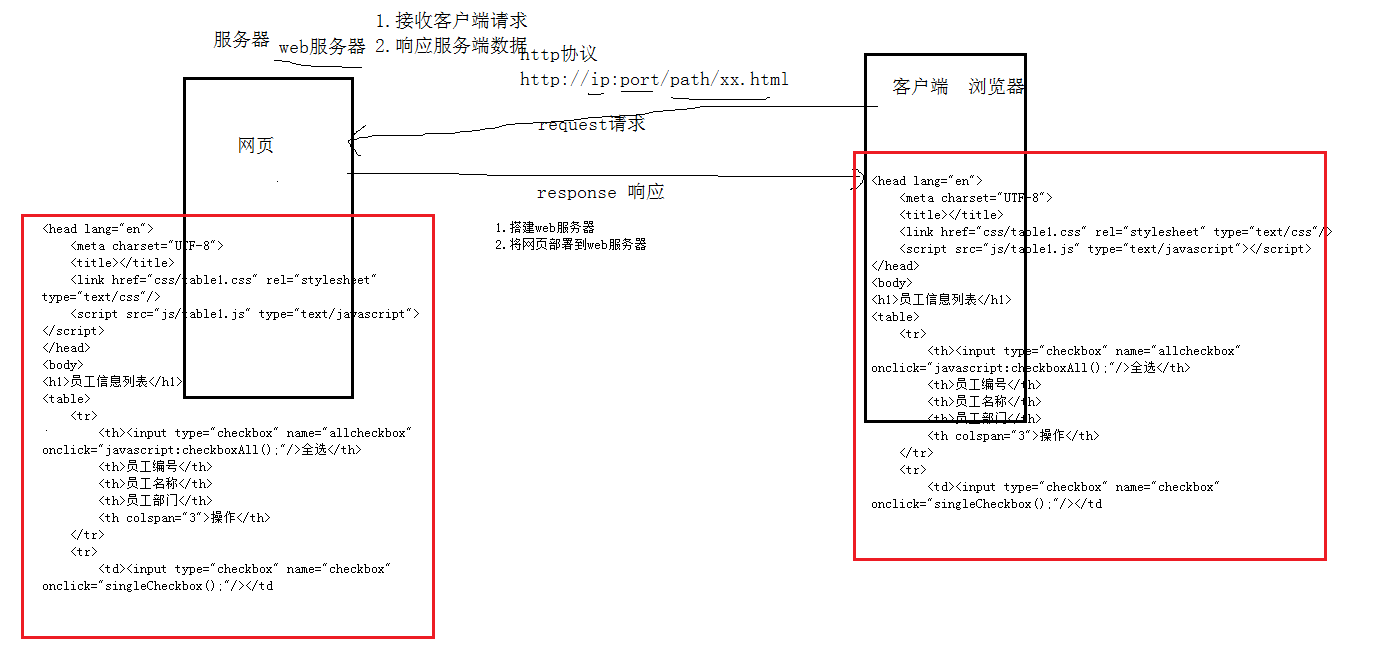 1.接收客户端请求
服务器 web服务器 2.响应服务端数据
http协议
http://ip:port/path/xx.html
客户端 浏览器
request请求
网页
response 响应
1.搭建web服务器
2.将网页部署到web服务器
<head lang="en">
<meta charset="UTF-8">
<title></title>
<link href="css/table1.css" rel="stylesheet"
type="text/css"/>
<script src="js/table1.js" type="text/javascript">
</script>
</head>
<body>
<h1>员工信息列表</h1>
<table>
<tr>
<th><input type="checkbox" name="allcheckbox"
onclick="javascript:checkboxAll();"/>全选</th>
<th>员工编号</th>
<th>员工名称</th>
<th>员工部门</th>
<th colspan="3">操作</th>
</tr>
<tr>
<td><input type="checkbox" name="checkbox"
onclick="singleCheckbox();"/></td
<head lang="en">
<meta charset="UTF-8">
<title></title>
<link href="css/table1.css" rel="stylesheet" type="text/css"/>
<script src="js/table1.js" type="text/javascript"></script>
</head>
<body>
<h1>员工信息列表</h1>
<table>
<tr>
<th><input type="checkbox" name="allcheckbox"
onclick="javascript:checkboxAll();"/>全选</th>
<th>员工编号</th>
<th>员工名称</th>
<th>员工部门</th>
<th colspan="3">操作</th>
</tr>
<tr>
<td><input type="checkbox" name="checkbox"
onclick="singleCheckbox();"/></td